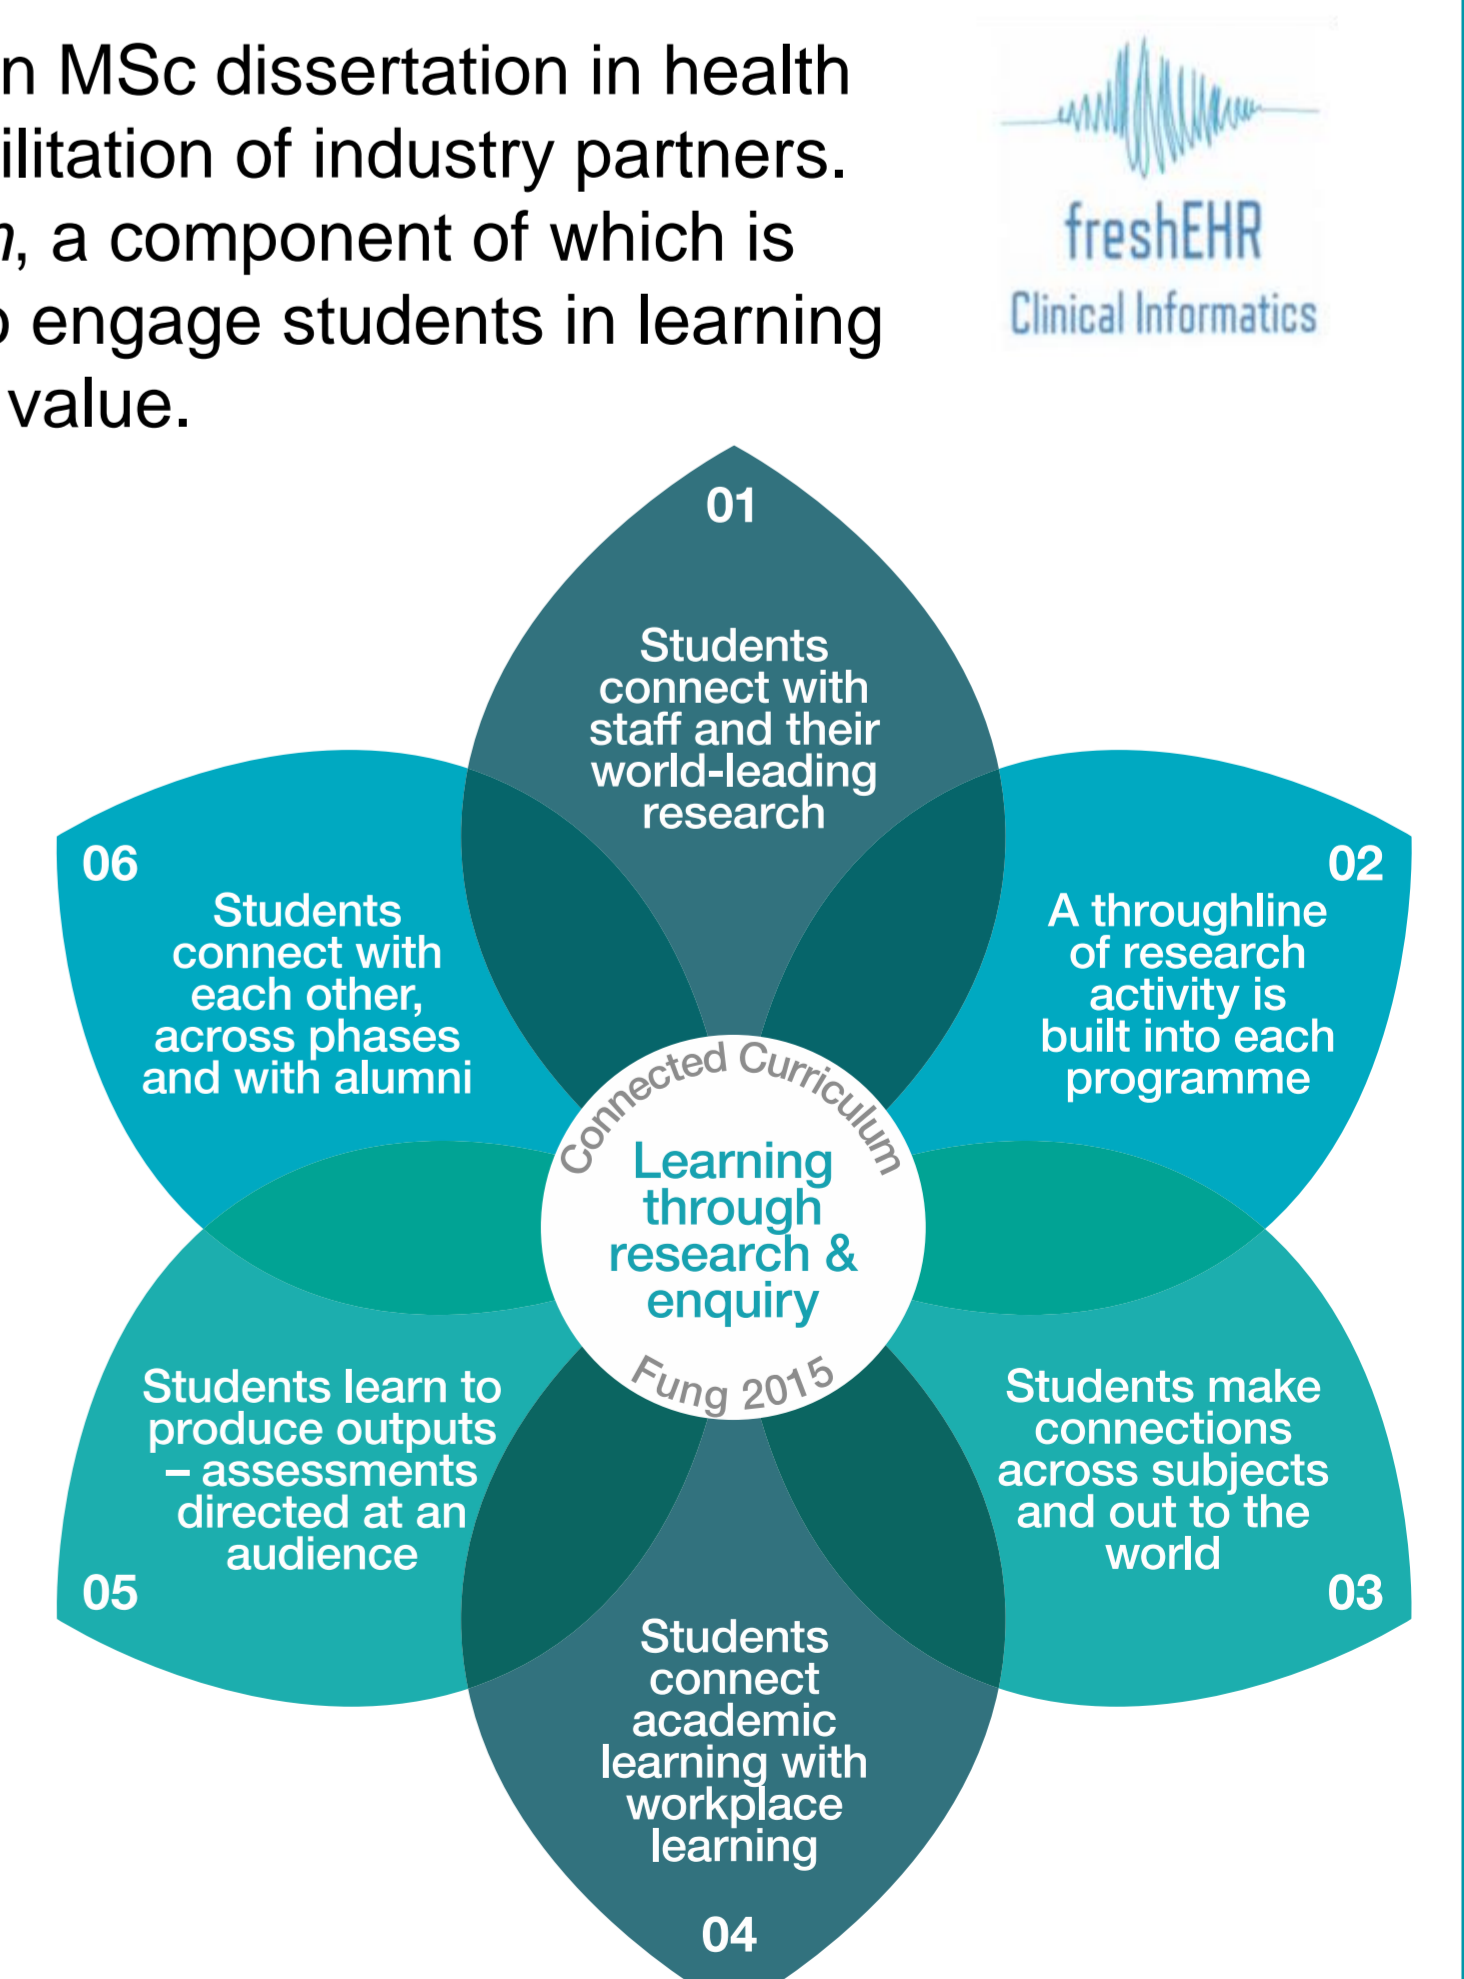 n MSc dissertation in health
ilitation of industry partners.
, a component of which is
engage students in learning
value.
freshEHR
Clinical Informatics
01
Students
connect with
staff and their
world-leading
research
02
A throughline
of research
activity is
built into each
programme
06
Students
connect with
each other,
across phases
and with alumni
Connected Curriculum
Learning
through
research &
enquiry
Fung 2015
Students learn to
produce outputs
– assessments
directed at an
audience
05
Students make
connections
across subjects
and out to the
world
03
Students
connect
academic
learning with
workplace
learning
04